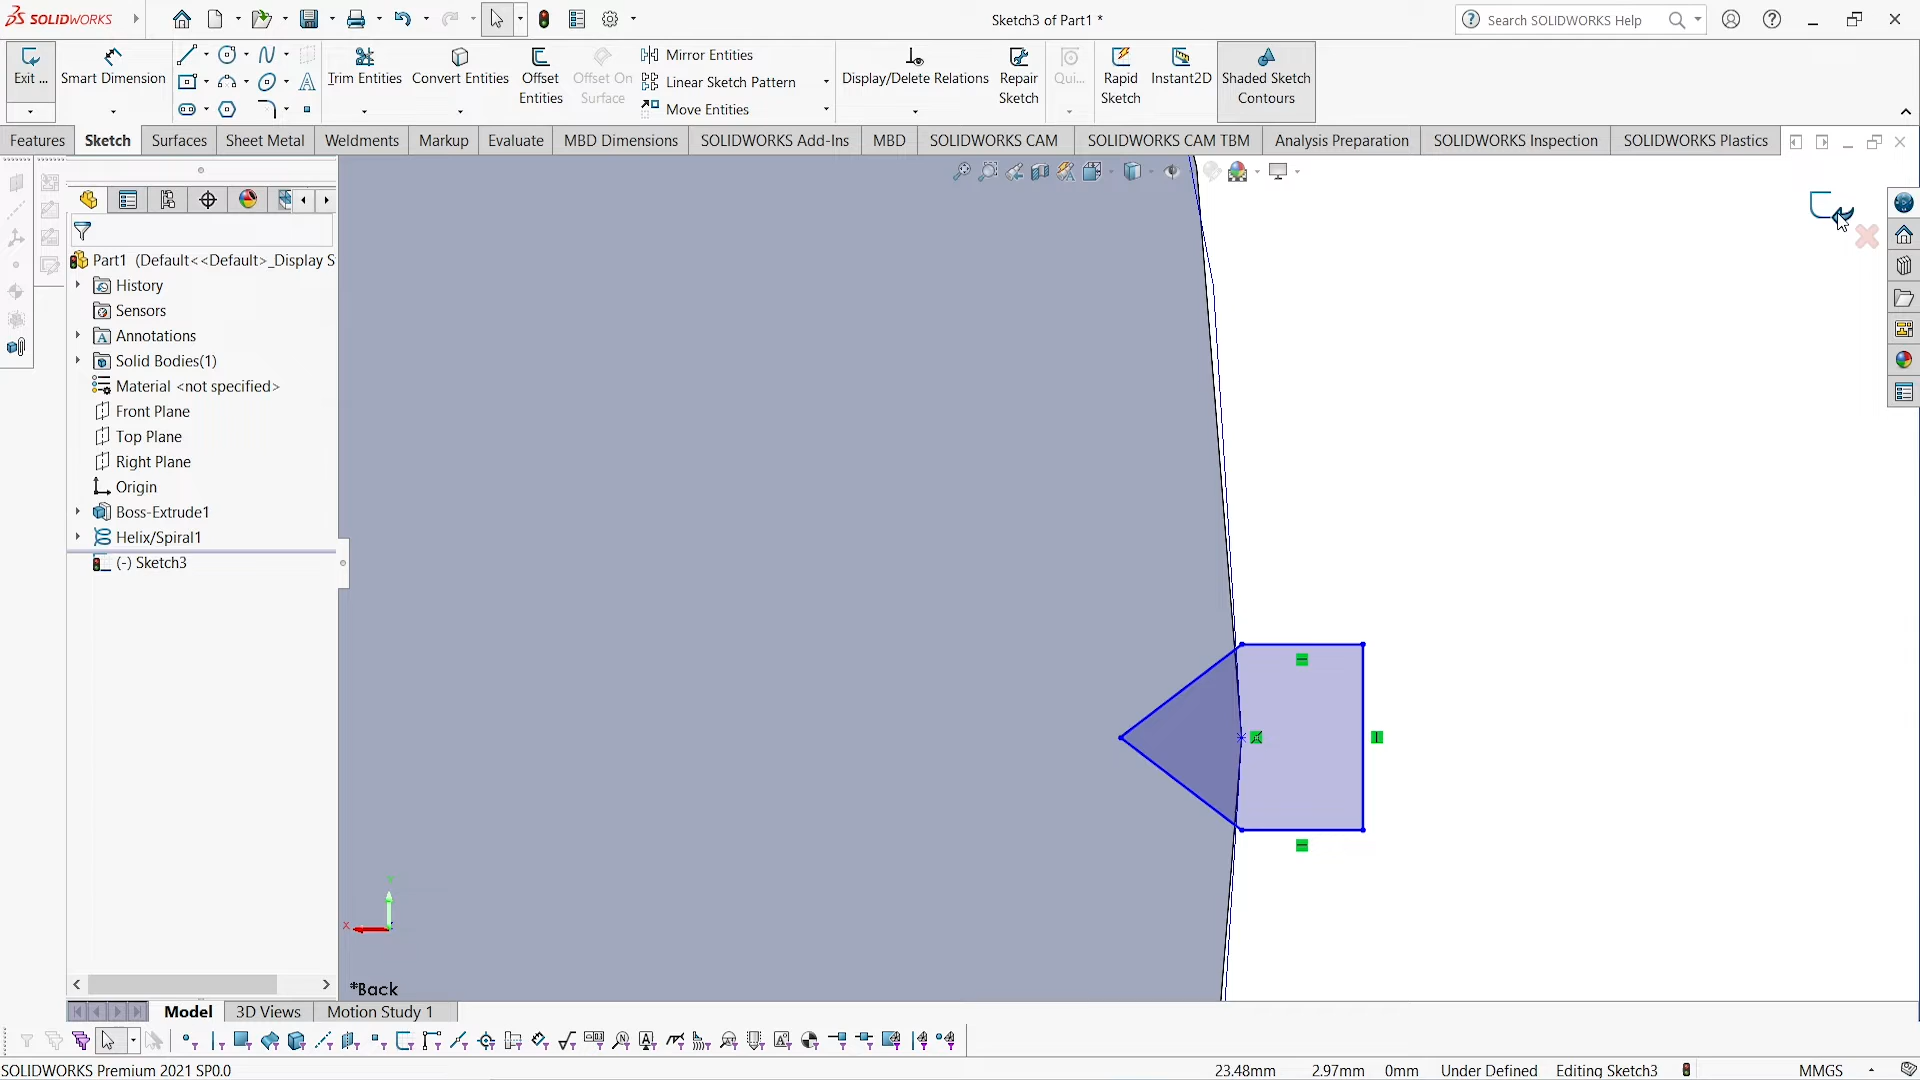 SOLIDWORKS
Sketch3 of Part1 *
Search SOLIDWORKS Help
Exit ...
Smart Dimension
Trim Entities
Convert Entities
Offset Entities
Offset On Surface
Mirror Entities
Linear Sketch Pattern
Move Entities
Display/Delete Relations
Repair Sketch
Qui...
Rapid Sketch
Instant2D
Shaded Sketch Contours
Features
Sketch
Surfaces
Sheet Metal
Weldments
Markup
Evaluate
MBD Dimensions
SOLIDWORKS Add-Ins
MBD
SOLIDWORKS CAM
SOLIDWORKS CAM TBM
Analysis Preparation
SOLIDWORKS Inspection
SOLIDWORKS Plastics
Part1 (Default<<Default>_Display S
History
Sensors
Annotations
Solid Bodies(1)
Material <not specified>
Front Plane
Top Plane
Right Plane
Origin
Boss-Extrude1
Helix/Spiral1
(-) Sketch3
Y
X
*Back
Model
3D Views
Motion Study 1
SOLIDWORKS Premium 2021 SP0.0
23.48mm
2.97mm
0mm
Under Defined
Editing Sketch3
MMGS